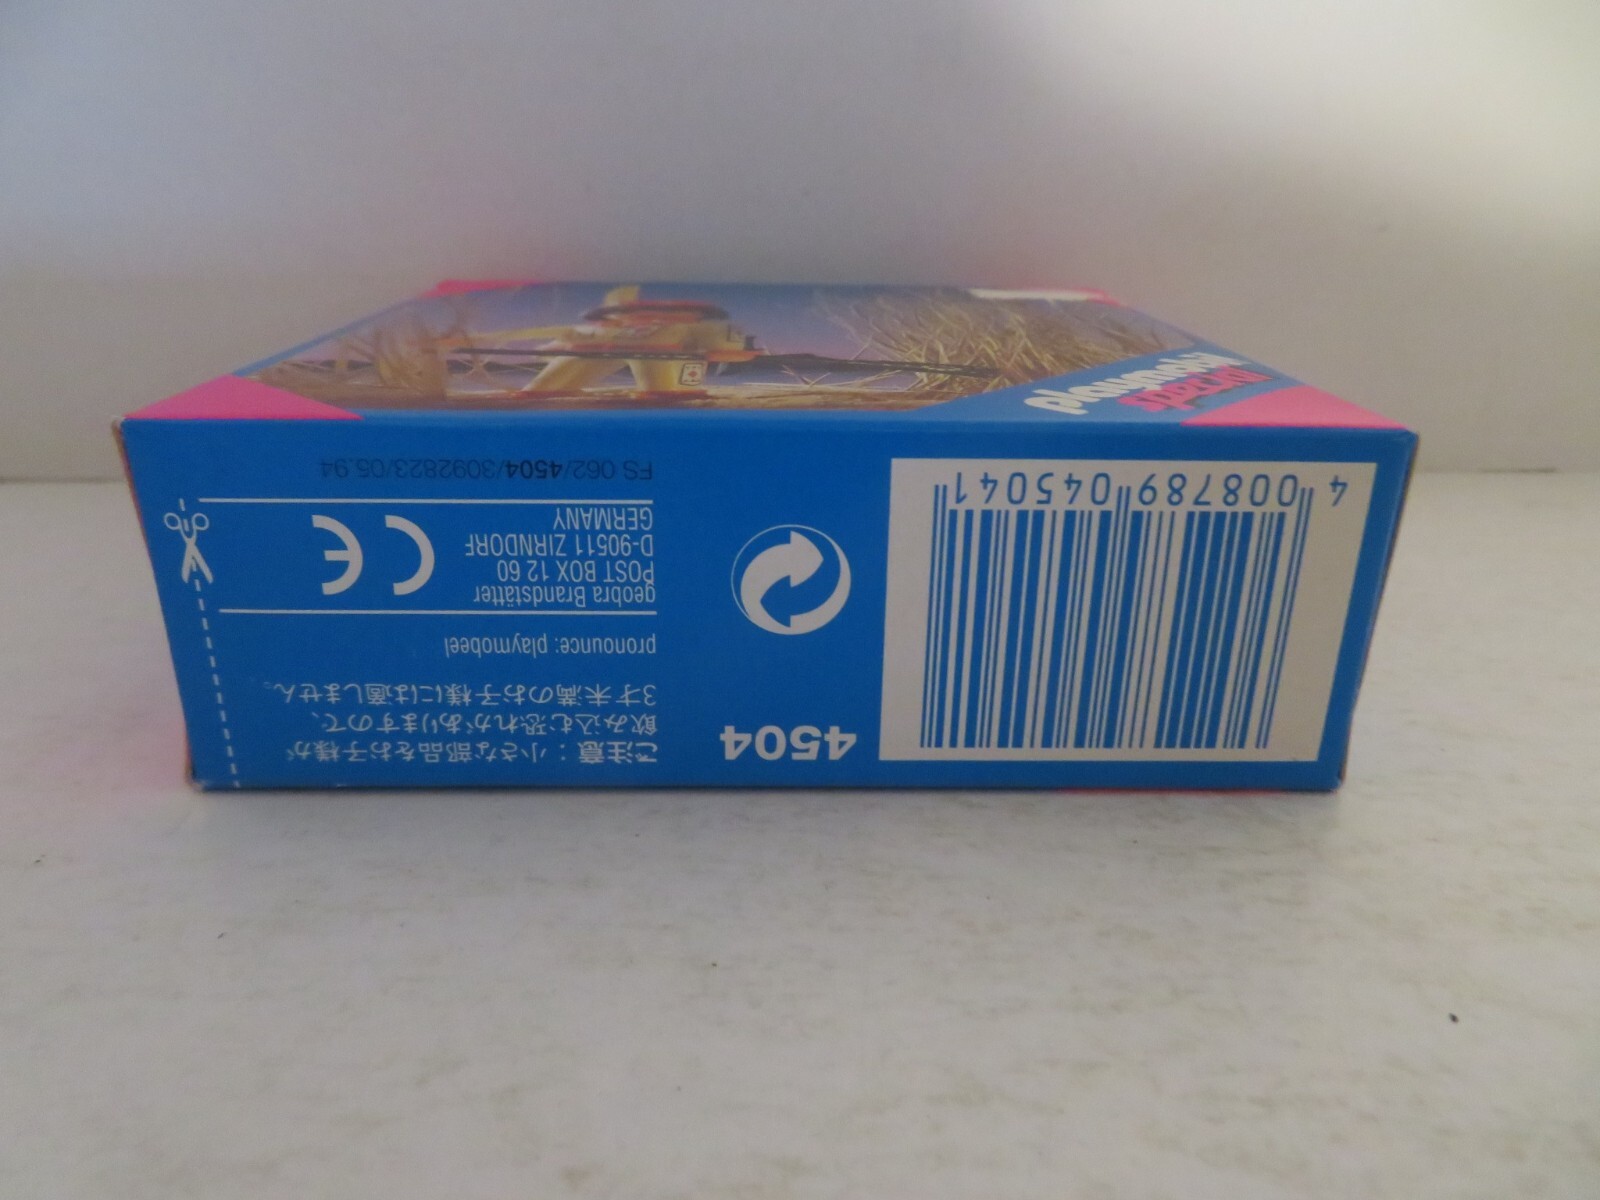 playmobil
SPECIAL
4 008789 045041
4504
ご注意：小さな部品をお子様が
飲み込む恐れがありますので、
3才未満のお子様には適しません。
pronounce: playmobeel
geobra Brandstätter
POST BOX 12 60
D-90511 ZIRNDORF
GERMANY
CE
FS 062/4504/3092823/05.94